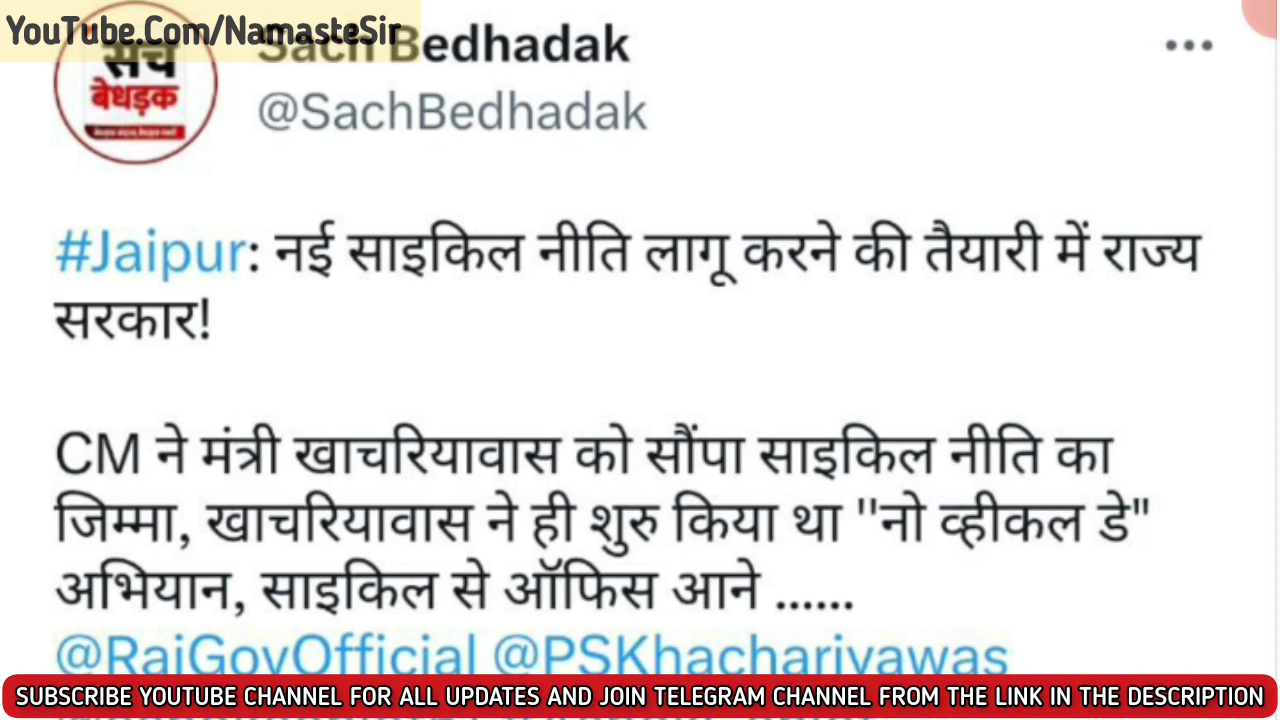 YouTube.Com/NamasteSir
Sach Bedhadak
सच
बेधड़क
@SachBedhadak
#Jaipur: नई साइकिल नीति लागू करने की तैयारी में राज्य
सरकार!
CM ने मंत्री खाचरियावास को सौंपा साइकिल नीति का
जिम्मा, खाचरियावास ने ही शुरु किया था "नो व्हीकल डे"
अभियान, साइकिल से ऑफिस आने ......
@RajGovOfficial @PSKhachariyawas
SUBSCRIBE YOUTUBE CHANNEL FOR ALL UPDATES AND JOIN TELEGRAM CHANNEL FROM THE LINK IN THE DESCRIPTION